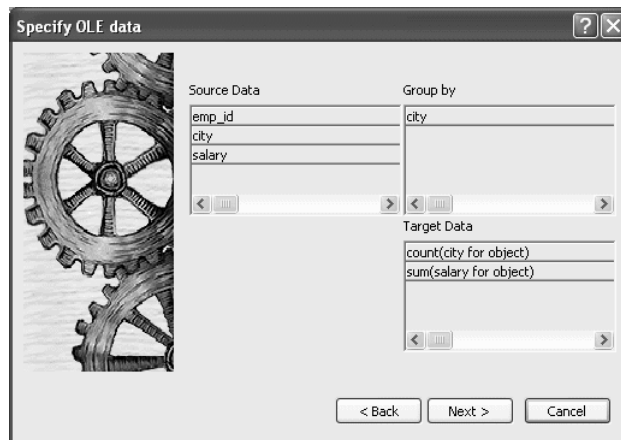 Specify OLE data
Source Data
emp_id
city
salary
Group by
city
Target Data
count(city for object)
sum(salary for object)
< Back
Next >
Cancel